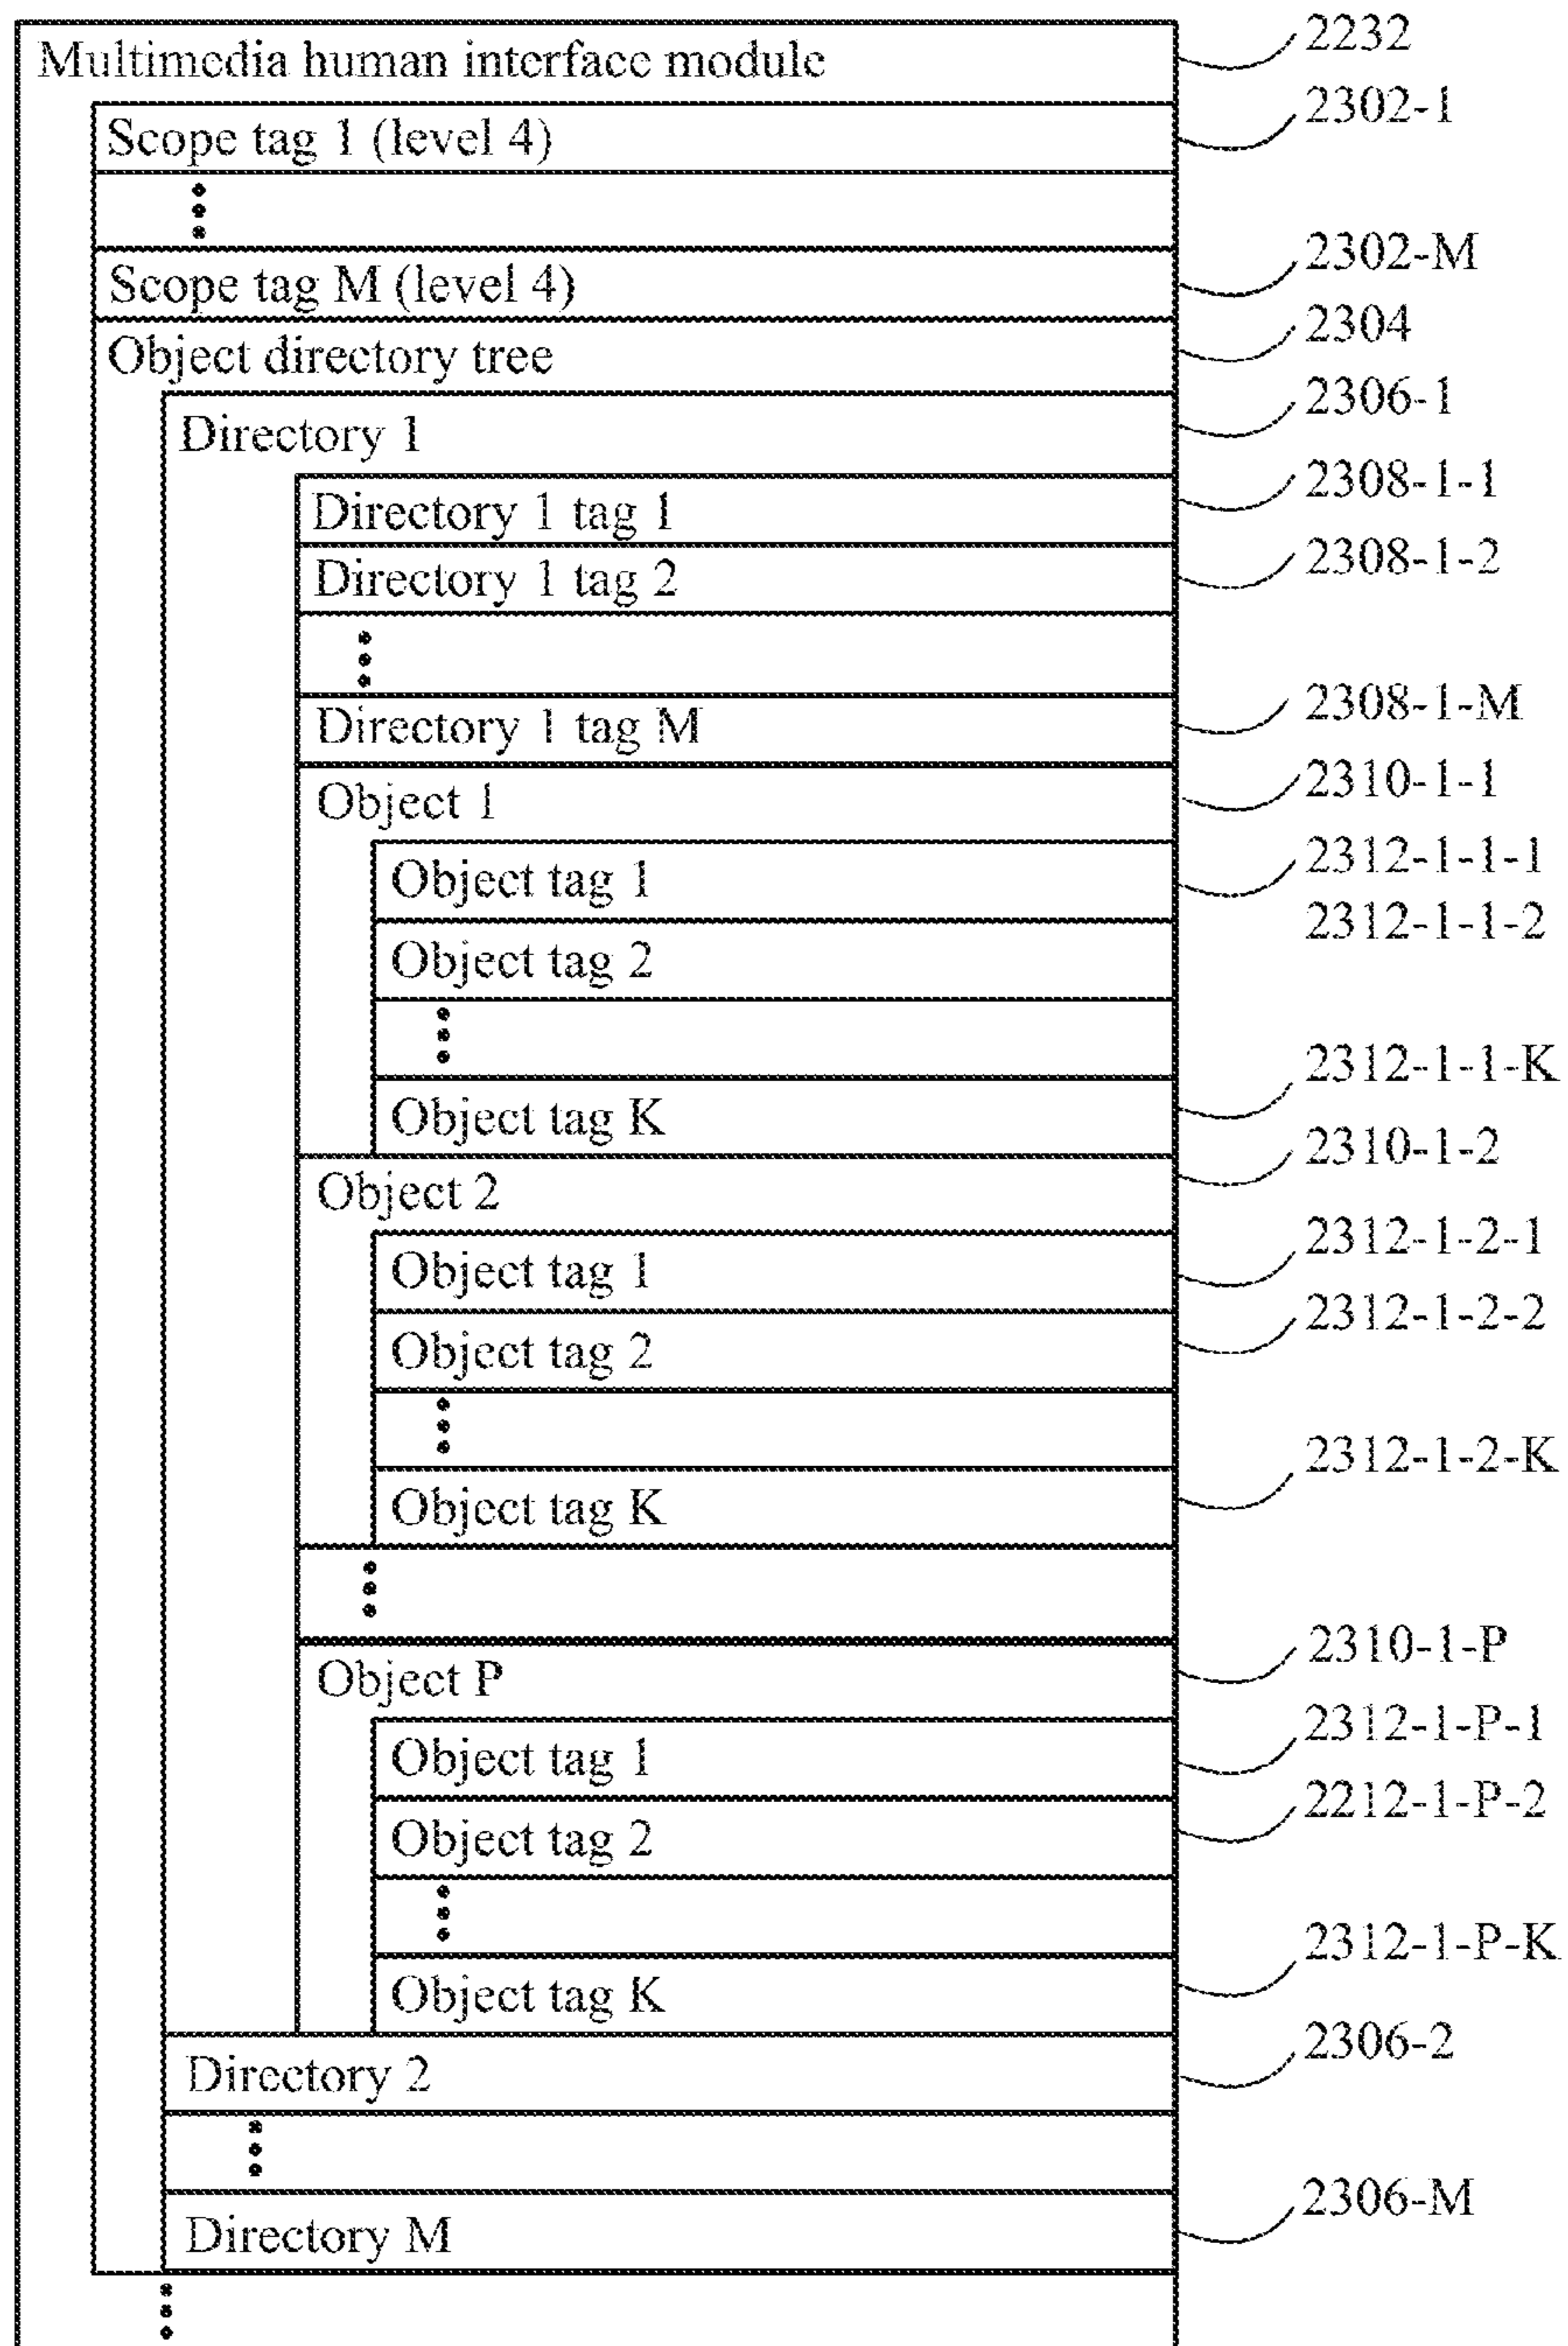 Multimedia human interface module 2232
Scope tag 1 (level 4) 2302-1
Scope tag M (level 4) 2302-M
Object directory tree 2304
Directory 1 2306-1
Directory 1 tag 1 2308-1-1
Directory 1 tag 2 2308-1-2
Directory 1 tag M 2308-1-M
Object 1 2310-1-1
Object tag 1 2312-1-1-1
Object tag 2 2312-1-1-2
Object tag K 2312-1-1-K
Object 2 2310-1-2
Object tag 1 2312-1-2-1
Object tag 2 2312-1-2-2
Object tag K 2312-1-2-K
Object P 2310-1-P
Object tag 1 2312-1-P-1
Object tag 2 2212-1-P-2
Object tag K 2312-1-P-K
Directory 2 2306-2
Directory M 2306-M